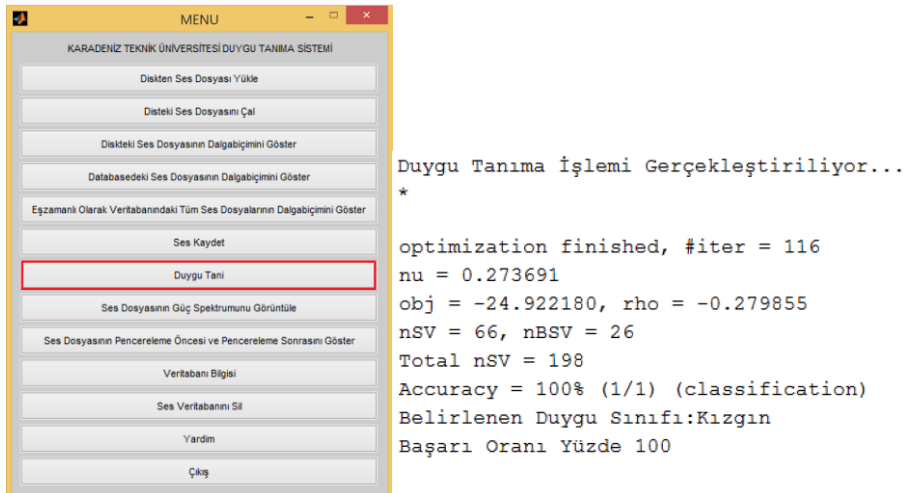 MENU
KARADENİZ TEKNİK ÜNİVERSİTESİ DUYGU TANIMA SİSTEMİ
Diskten Ses Dosyası Yükle
Disteki Ses Dosyasını Çal
Diskteki Ses Dosyasının Dalgabiçimini Göster
Databasedeki Ses Dosyasının Dalgabiçimini Göster
Eşzamanlı Olarak Veritabanındaki Tüm Ses Dosyalarının Dalgabiçimini Göster
Ses Kaydet
Duygu Tani
Ses Dosyasının Güç Spektrumunu Görüntüle
Ses Dosyasının Pencereleme Öncesi ve Pencereleme Sonrasını Göster
Veritabanı Bilgisi
Ses Veritabanını Sil
Yardim
Çıkış
Duygu Tanıma İşlemi Gerçekleştiriliyor...
*
optimization finished, #iter = 116
nu = 0.273691
obj = -24.922180, rho = -0.279855
nSV = 66, nBSV = 26
Total nSV = 198
Accuracy = 100% (1/1) (classification)
Belirlenen Duygu Sınıfı:Kızgın
Başarı Oranı Yüzde 100